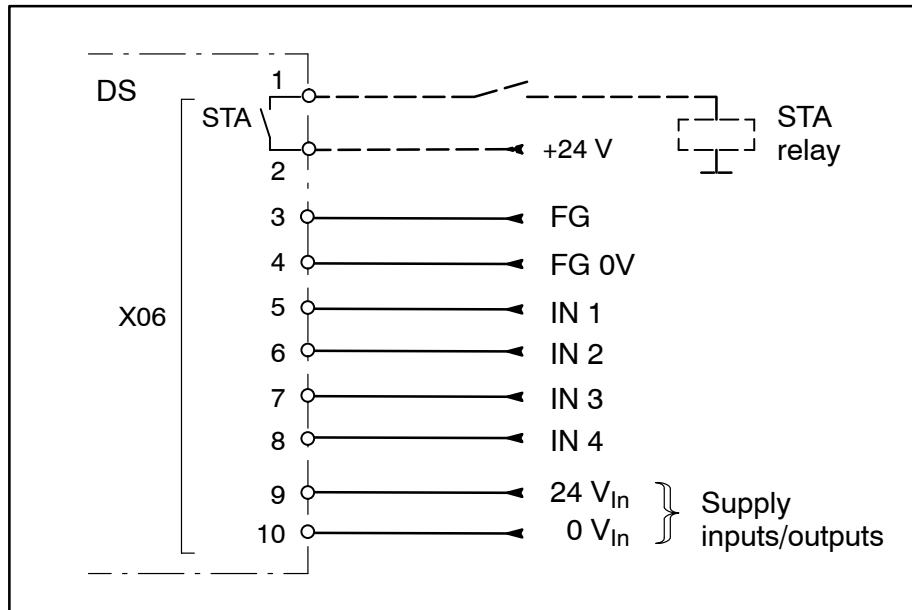 DS
X06
STA
1
2
+24 V
STA
relay
3 FG
4 FG 0V
5 IN 1
6 IN 2
7 IN 3
8 IN 4
9 24 VIn
10 0 VIn
Supply
inputs/outputs